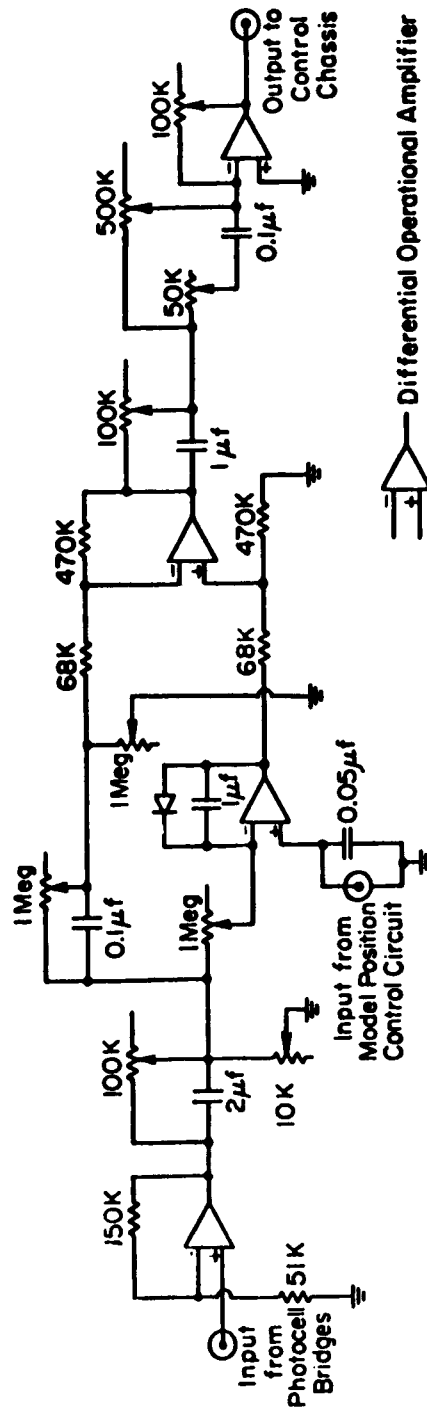 Input
from
Photocell
Bridges
150K
51K
100K
2μf
10K
1Meg
0.1μf
1Meg
1Meg
1μf
Input from
Model Position
Control Circuit
0.05μf
68K
470K
68K
470K
100K
1μf
50K
500K
0.1μf
100K
Output to
Control
Chassis
Differential Operational Amplifier
- 
+
-
+
-
+
-
+
-
+